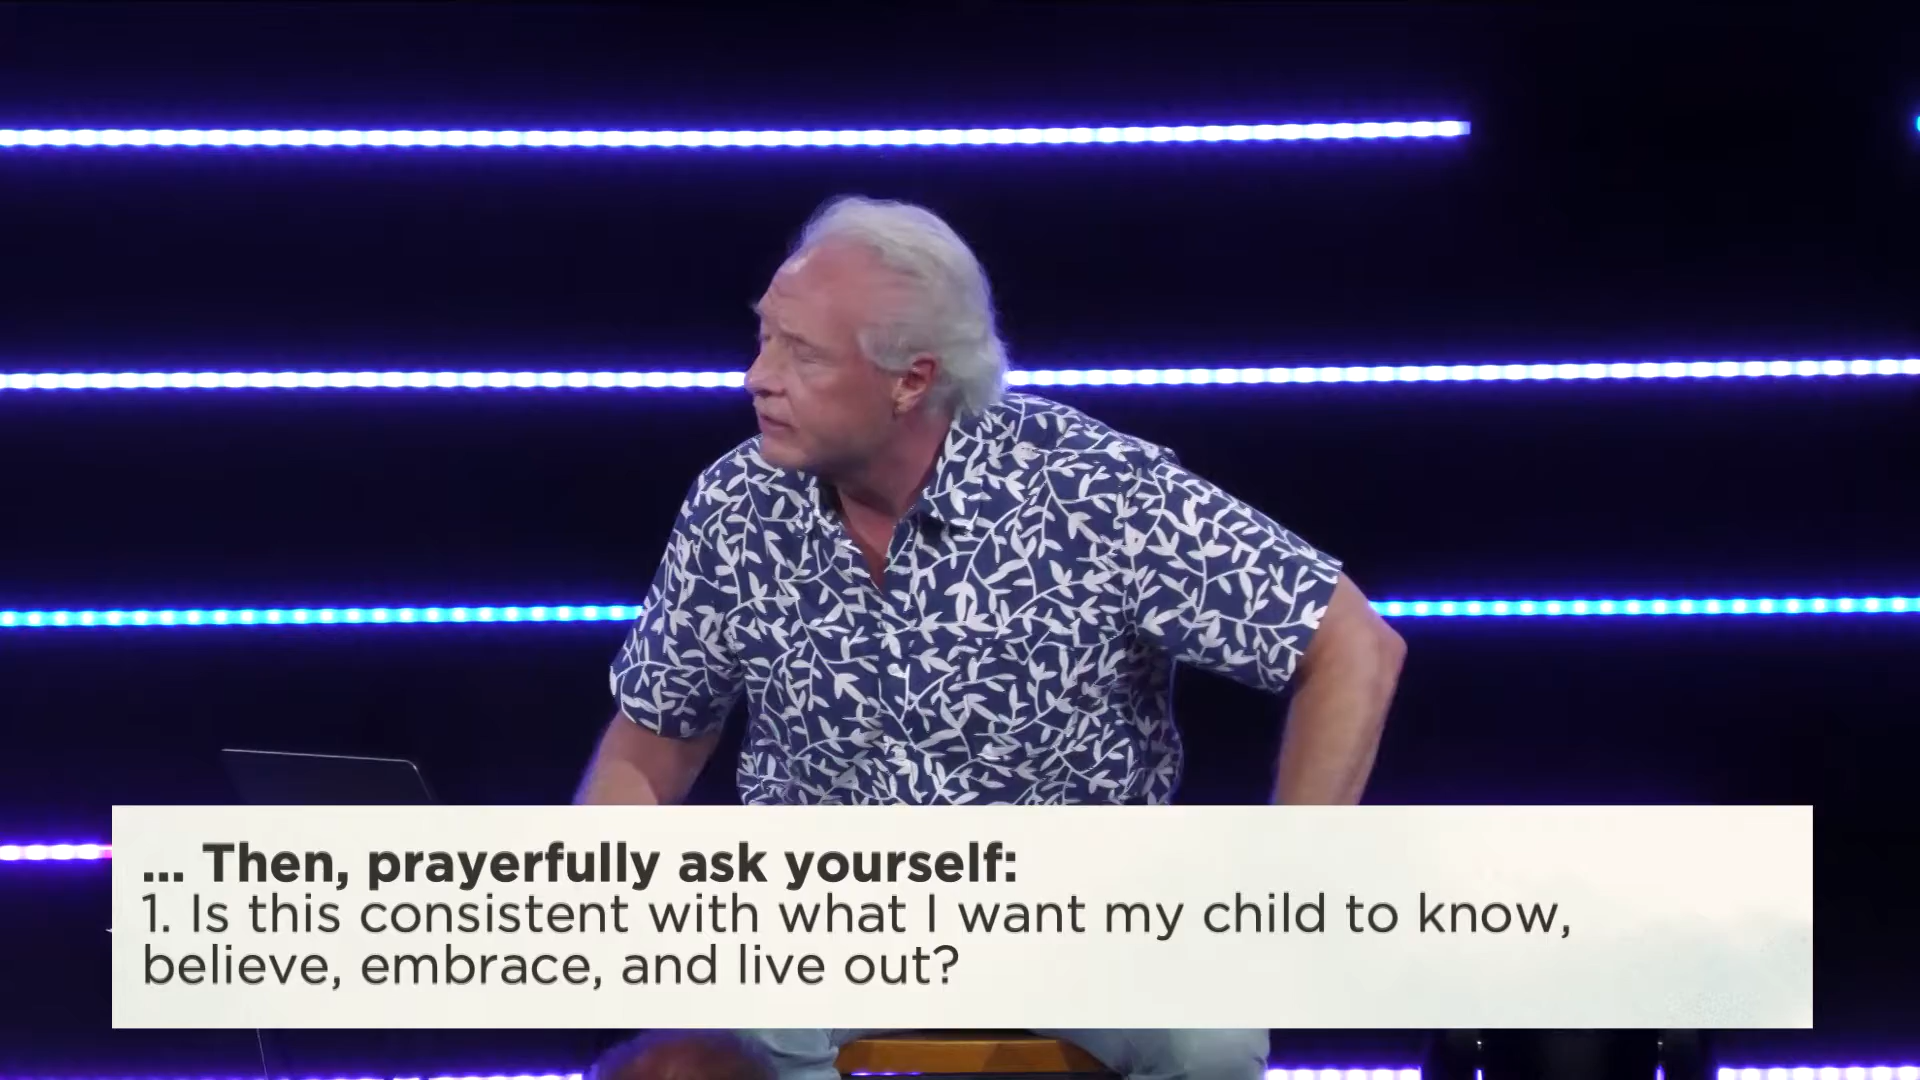 ... Then, prayerfully ask yourself:
1. Is this consistent with what I want my child to know,
believe, embrace, and live out?